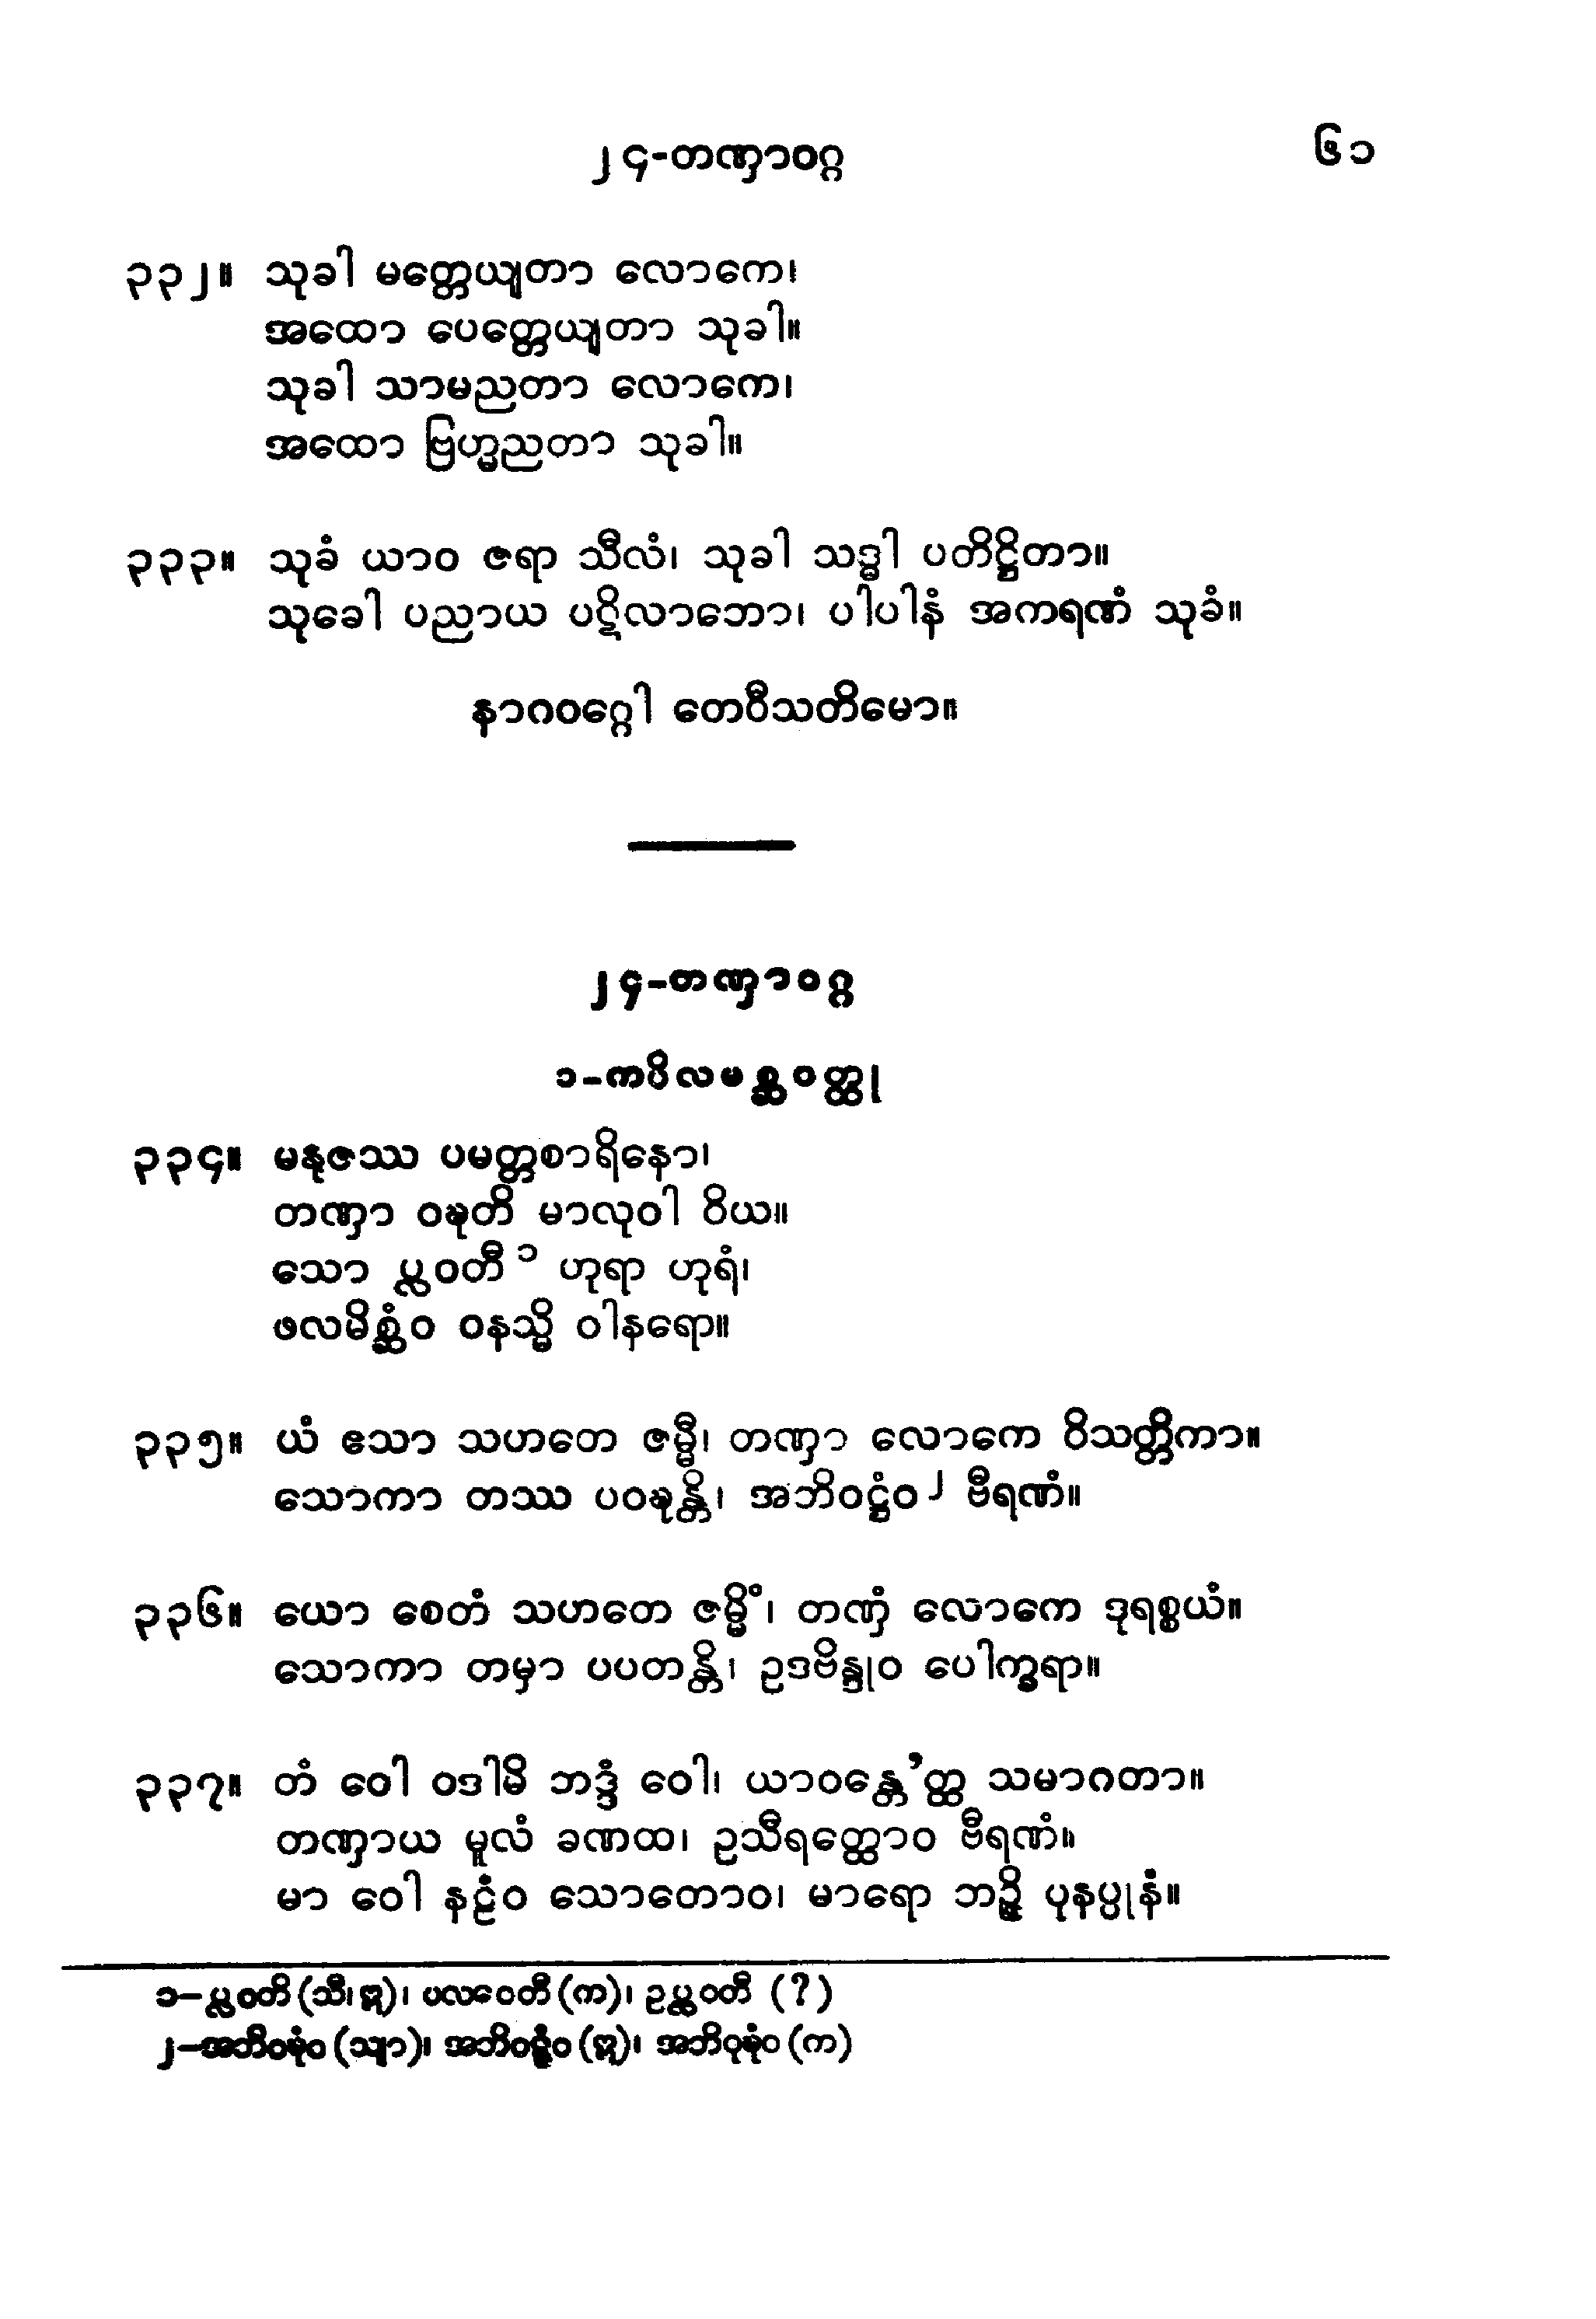 ၂၄-တဏှာဝဂ္ဂ ၆၁
၃၃၂။ သုခါ မတ္တေယျတာ လောကေ၊
အထော ပေတ္တေယျတာ သုခါ။
သုခါ သာမညတာ လောကေ၊
အထော ဗြဟ္မညတာ သုခါ။
၃၃၃။ သုခံ ယာဝ ဇရာ သီလံ၊ သုခါ သဒ္ဓါ ပတိဋ္ဌိတာ။
သုခေါ ပညာယ ပဋိလာဘော၊ ပါပါနံ အကရဏံ သုခံ။
နာဂဝဂ္ဂေါ တေဝီသတိမော။
၂၄-တဏှာဝဂ္ဂ
၁-ကပိလမစ္ဆဝတ္ထု
၃၃၄။ မနုဇဿ ပမတ္တစာရိနော၊
တဏှာ ဝဍ္ဎတိ မာလုဝါ ဝိယ။
သော ပ္လဝတီ ၁ ဟုရာ ဟုရံ၊
ဖလမိစ္ဆံဝ ဝနသ္မိ ဝါနရော။
၃၃၅။ ယံ ဧသာ သဟတေ ဇမ္မီ၊ တဏှာ လောကေ ဝိသတ္တိကာ။
သောကာ တဿ ပဝဍ္ဎန္တိ၊ အဘိဝဋ္ဌံဝ ၂ ဗီရဏံ။
၃၃၆။ ယော စေတံ သဟတေ ဇမ္မိံ၊ တဏှံ လောကေ ဒုရစ္စယံ။
သောကာ တမှာ ပပတန္တိ၊ ဥဒဗိန္ဒုဝ ပေါက္ခရာ။
၃၃၇။ တံ ဝေါ ဝဒါမိ ဘဒ္ဒံ ဝေါ၊ ယာဝန္တေ’တ္ထ သမာဂတာ။
တဏှာယ မူလံ ခဏထ၊ ဥသီရတ္ထောဝ ဗီရဏံ။
မာ ဝေါ နဠံဝ သောတောဝ၊ မာရော ဘဉ္ဇိ ပုနပ္ပုနံ။
၁-ပ္လဝတိ (သီ၊ ဣ)၊ ပလဝေတီ (က)၊ ဥပ္လဝတီ (?)
၂-အဘိဝဍ္ဎံဝ (သျာ)၊ အဘိဝဋ္ဋံဝ (ဣ)၊ အဘိဝုဍ္ဎံဝ (က)